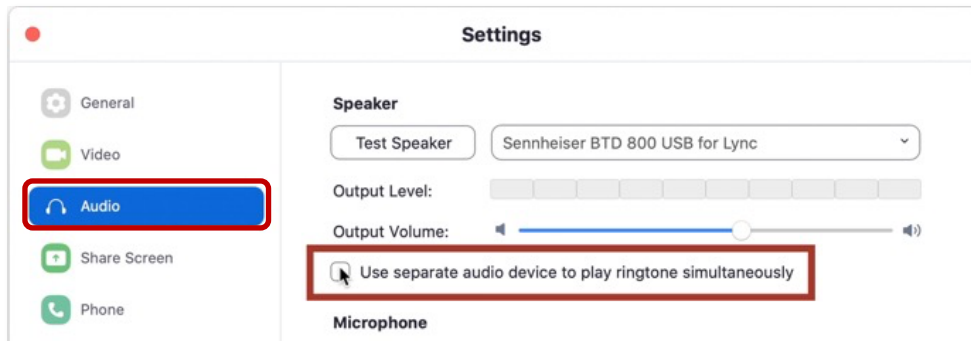 Settings
General
Video
Audio
Share Screen
Phone
Speaker
Test Speaker
Sennheiser BTD 800 USB for Lync
Output Level:
Output Volume:
Use separate audio device to play ringtone simultaneously
Microphone